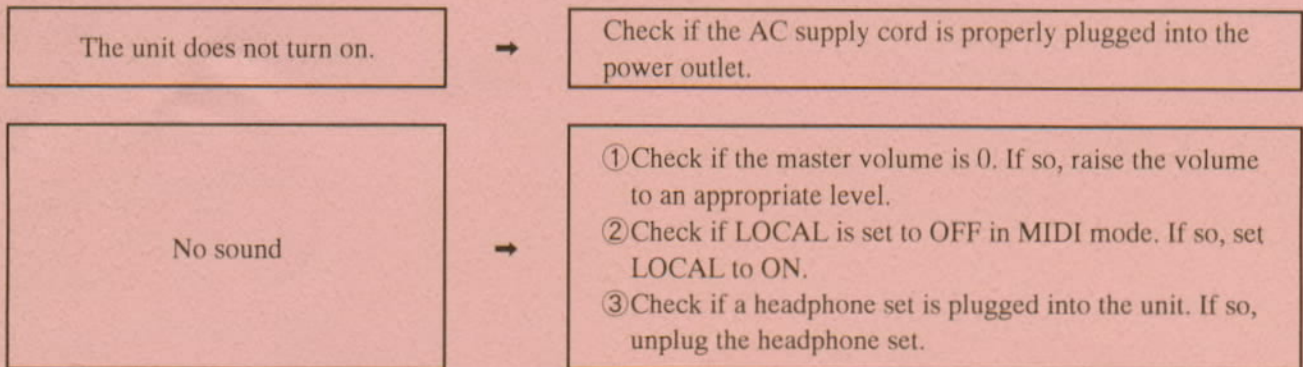 The unit does not turn on.
➡
Check if the AC supply cord is properly plugged into the
power outlet.
No sound
➡
①Check if the master volume is 0. If so, raise the volume
to an appropriate level.
②Check if LOCAL is set to OFF in MIDI mode. If so, set
LOCAL to ON.
③Check if a headphone set is plugged into the unit. If so,
unplug the headphone set.